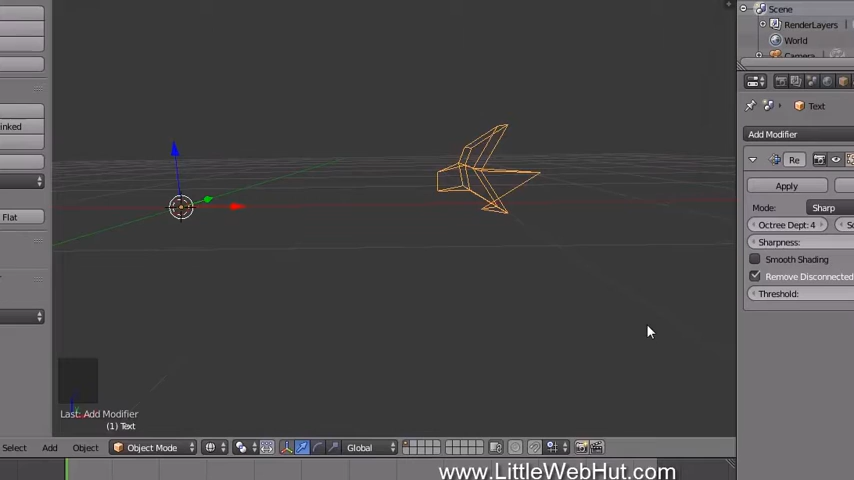 Scene
RenderLayers
World
Camera
inked
Text
Add Modifier
Re
Apply
Flat
Mode: Sharp
Octree Dept: 4
Sharpness:
Smooth Shading
Remove Disconnected
Threshold:
Last: Add Modifier
(1) Text
Select Add Object Object Mode Global
www.LittleWebHut.com